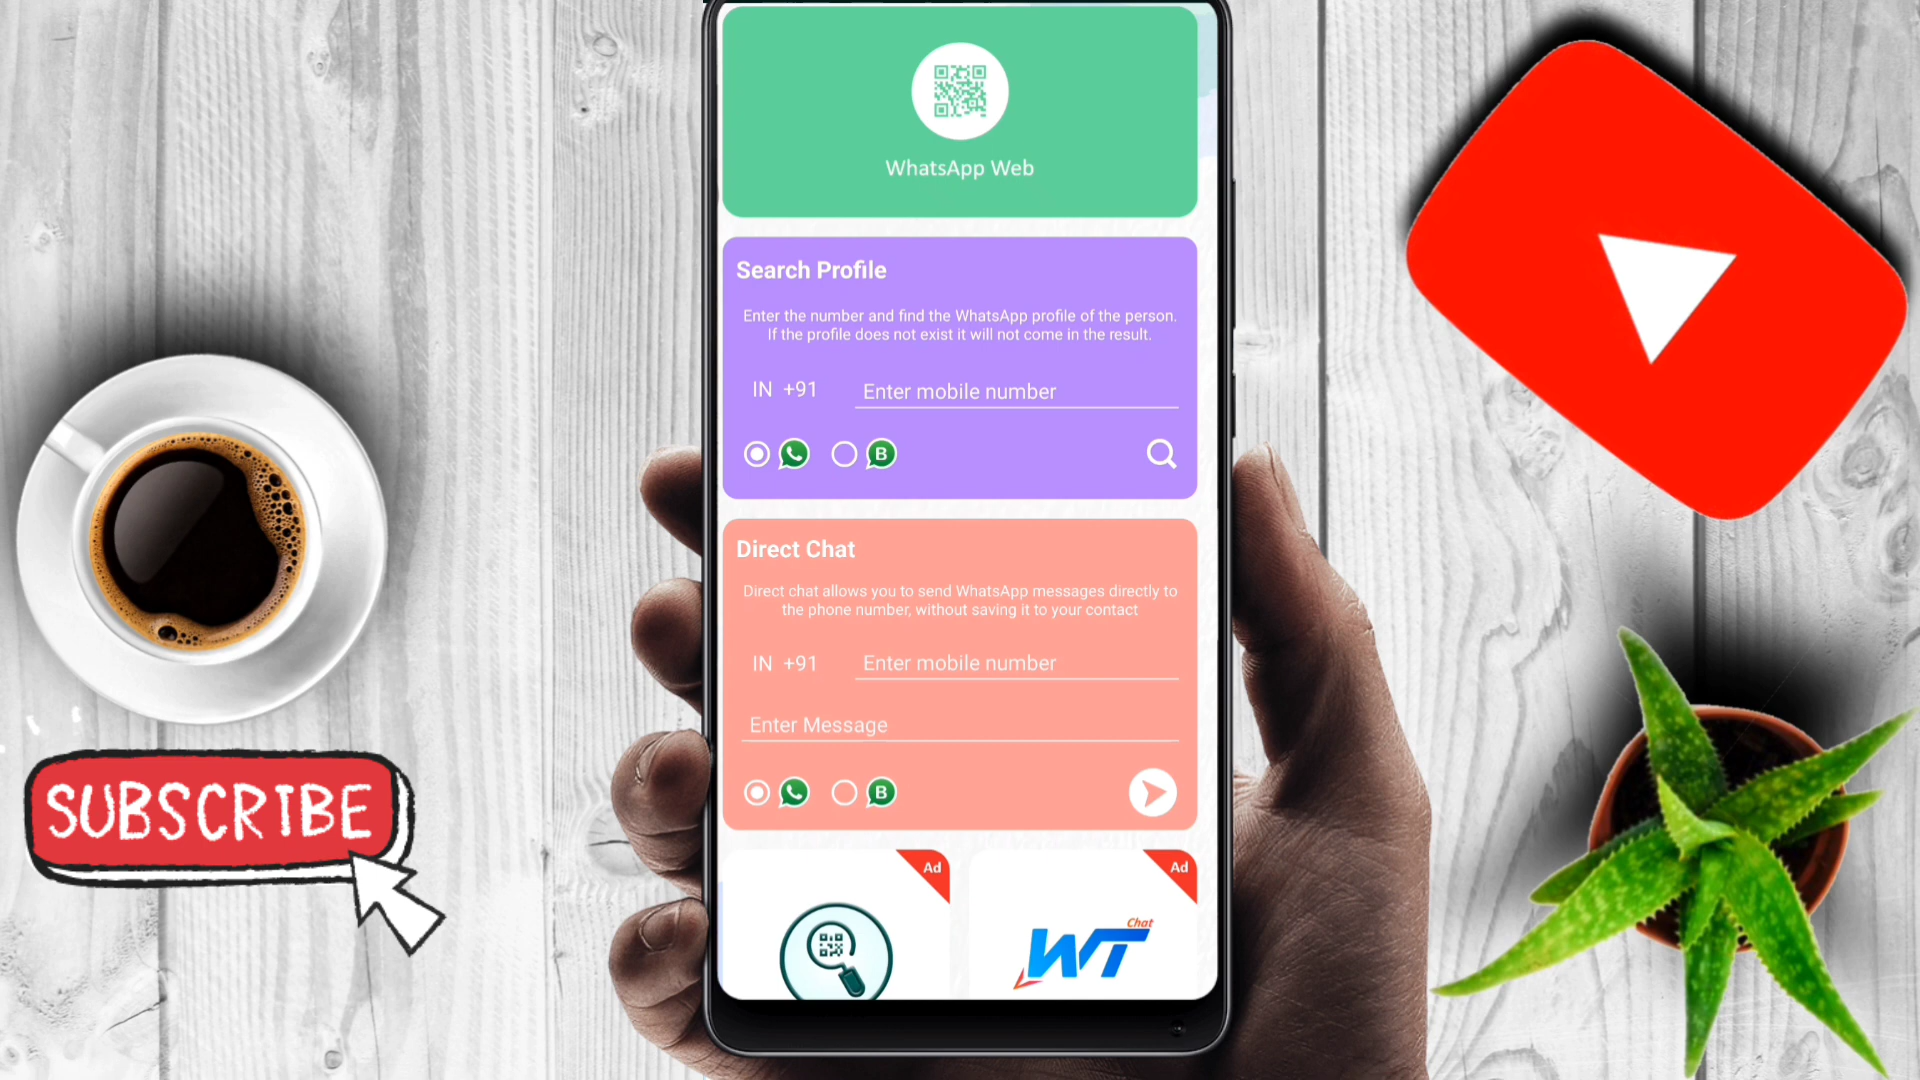 WhatsApp Web
Search Profile
Enter the number and find the WhatsApp profile of the person.
If the profile does not exist it will not come in the result.
IN +91
Enter mobile number
B
Direct Chat
Direct chat allows you to send WhatsApp messages directly to
the phone number, without saving it to your contact
IN +91
Enter mobile number
Enter Message
B
Ad
Ad
Chat
WT
SUBSCRIBE